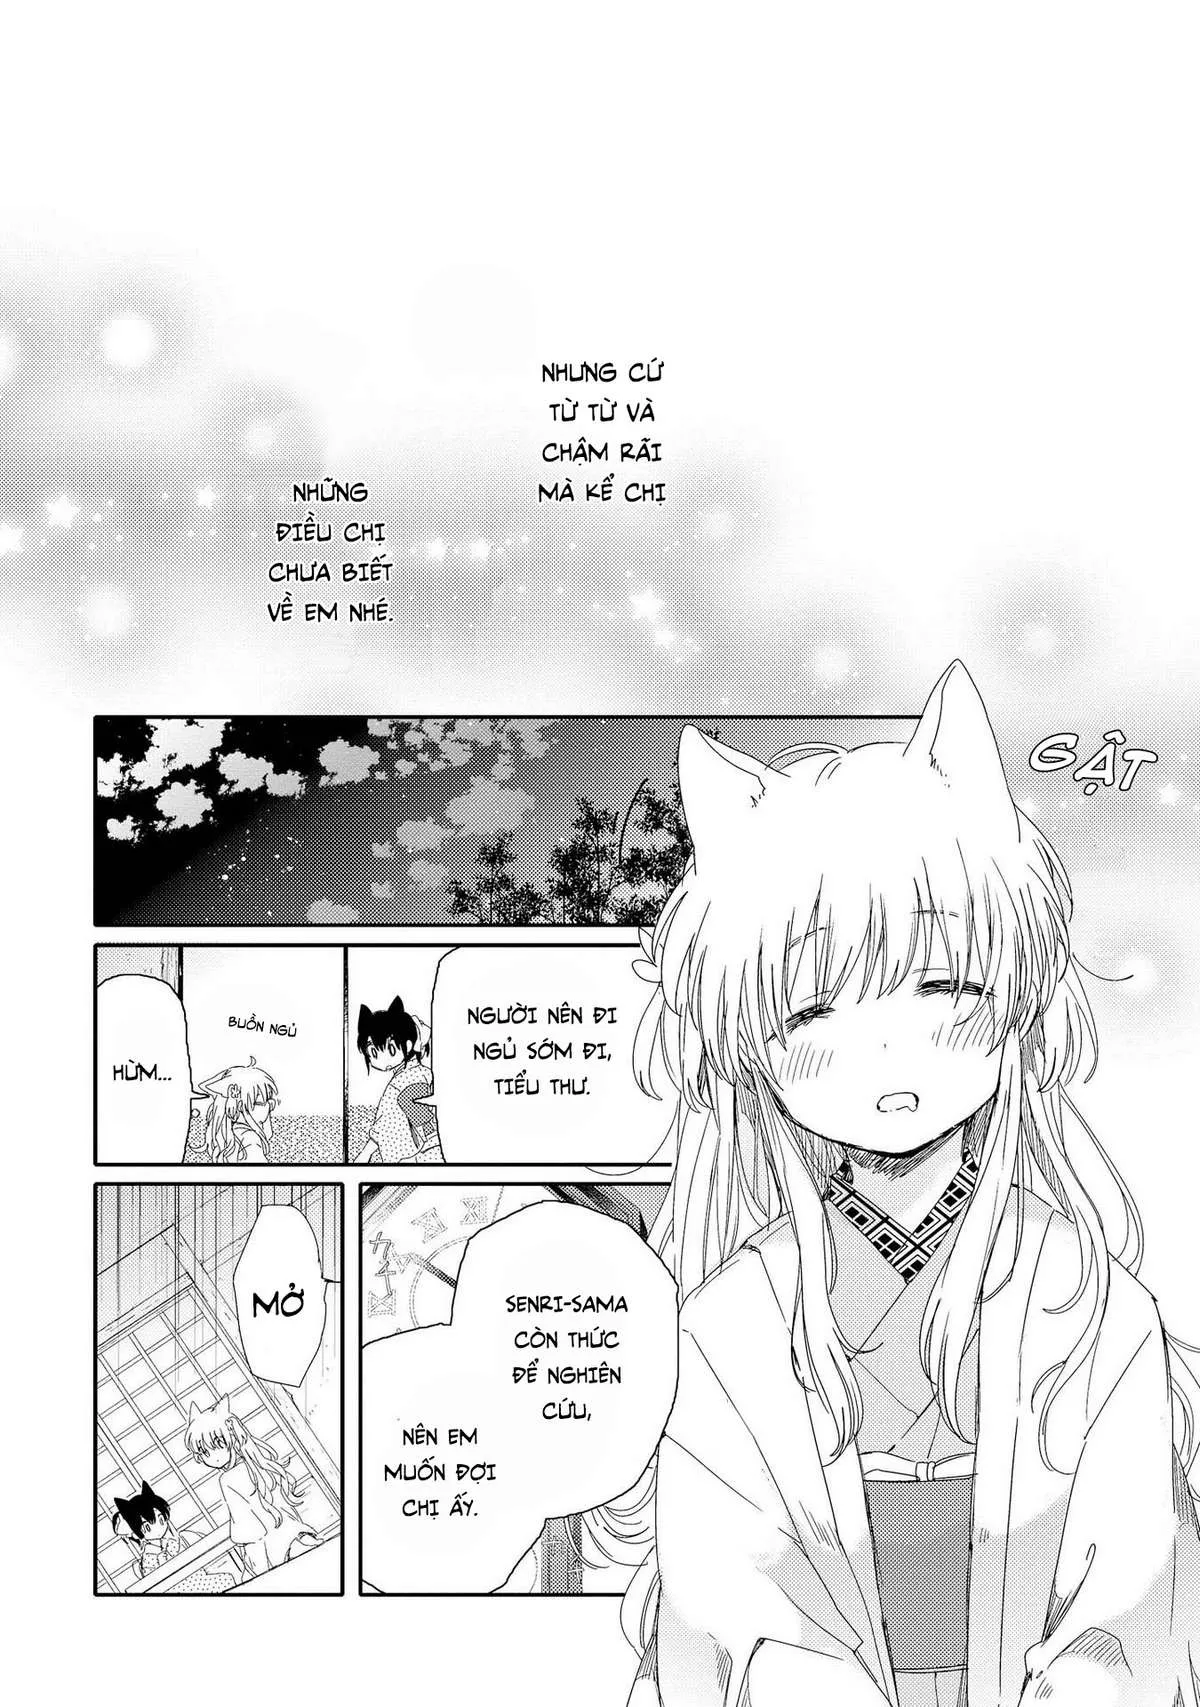 NHƯNG CỨ
TỪ TỪ VÀ
CHẬM RÃI
MÀ KỂ CHỊ
NHỮNG
ĐIỀU CHỊ
CHƯA BIẾT
VỀ EM NHÉ.
GẬT
NGƯỜI NÊN ĐI
NGỦ SỚM ĐI,
TIỂU THƯ.
BUỒN NGỦ
HỪM...
SENRI-SAMA
CÒN THỨC
ĐỂ NGHIÊN
CỨU,
NÊN EM
MUỐN ĐỢI
CHỊ ẤY.
MỞ